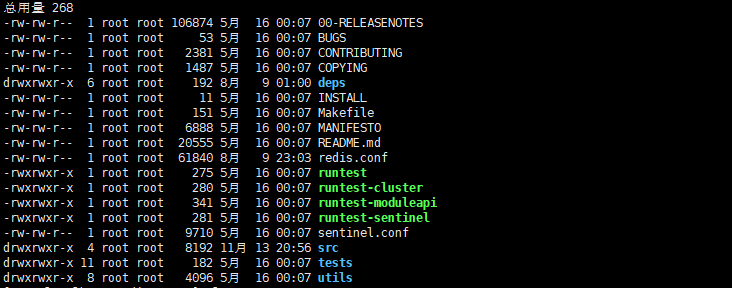 总用量 268
-rw-rw-r--  1 root root 106874 5月  16 00:07 00-RELEASENOTES
-rw-rw-r--  1 root root     53 5月  16 00:07 BUGS
-rw-rw-r--  1 root root   2381 5月  16 00:07 CONTRIBUTING
-rw-rw-r--  1 root root   1487 5月  16 00:07 COPYING
drwxrwxr-x  6 root root    192 8月   9 01:00 deps
-rw-rw-r--  1 root root     11 5月  16 00:07 INSTALL
-rw-rw-r--  1 root root    151 5月  16 00:07 Makefile
-rw-rw-r--  1 root root   6888 5月  16 00:07 MANIFESTO
-rw-rw-r--  1 root root  20555 5月  16 00:07 README.md
-rw-rw-r--  1 root root  61840 8月   9 23:03 redis.conf
-rwxrwxr-x  1 root root    275 5月  16 00:07 runtest
-rwxrwxr-x  1 root root    280 5月  16 00:07 runtest-cluster
-rwxrwxr-x  1 root root    341 5月  16 00:07 runtest-moduleapi
-rwxrwxr-x  1 root root    281 5月  16 00:07 runtest-sentinel
-rw-rw-r--  1 root root   9710 5月  16 00:07 sentinel.conf
drwxrwxr-x  4 root root   8192 11月 13 20:56 src
drwxrwxr-x 11 root root    182 5月  16 00:07 tests
drwxrwxr-x  8 root root   4096 5月  16 00:07 utils